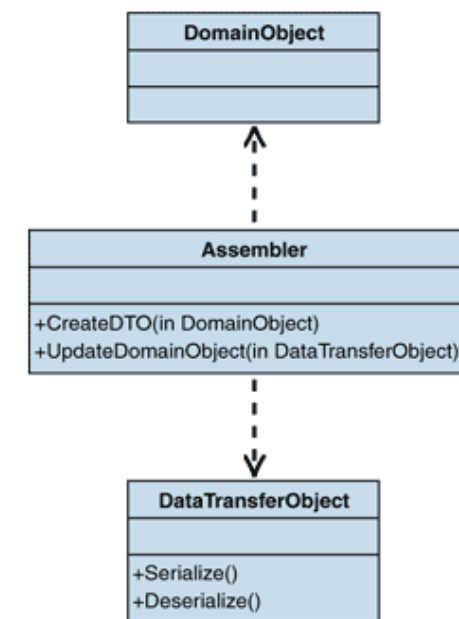 DomainObject
Assembler
+CreateDTO(in DomainObject)
+UpdateDomainObject(in DataTransferObject)
DataTransferObject
+Serialize()
+Deserialize()